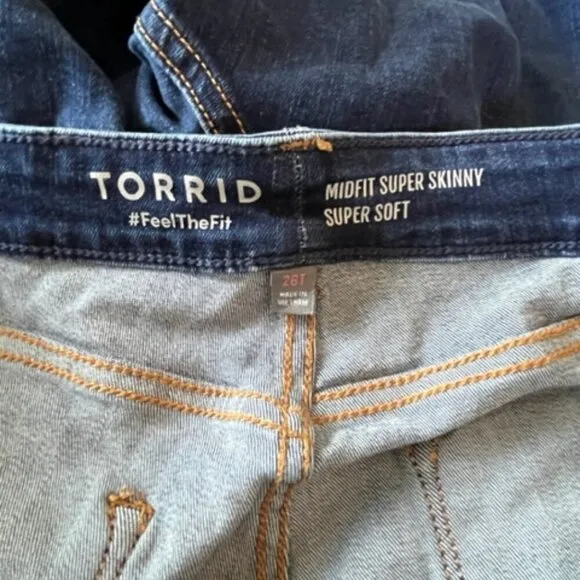 TORRID
#FeelTheFit
MIDFIT SUPER SKINNY
SUPER SOFT
26T